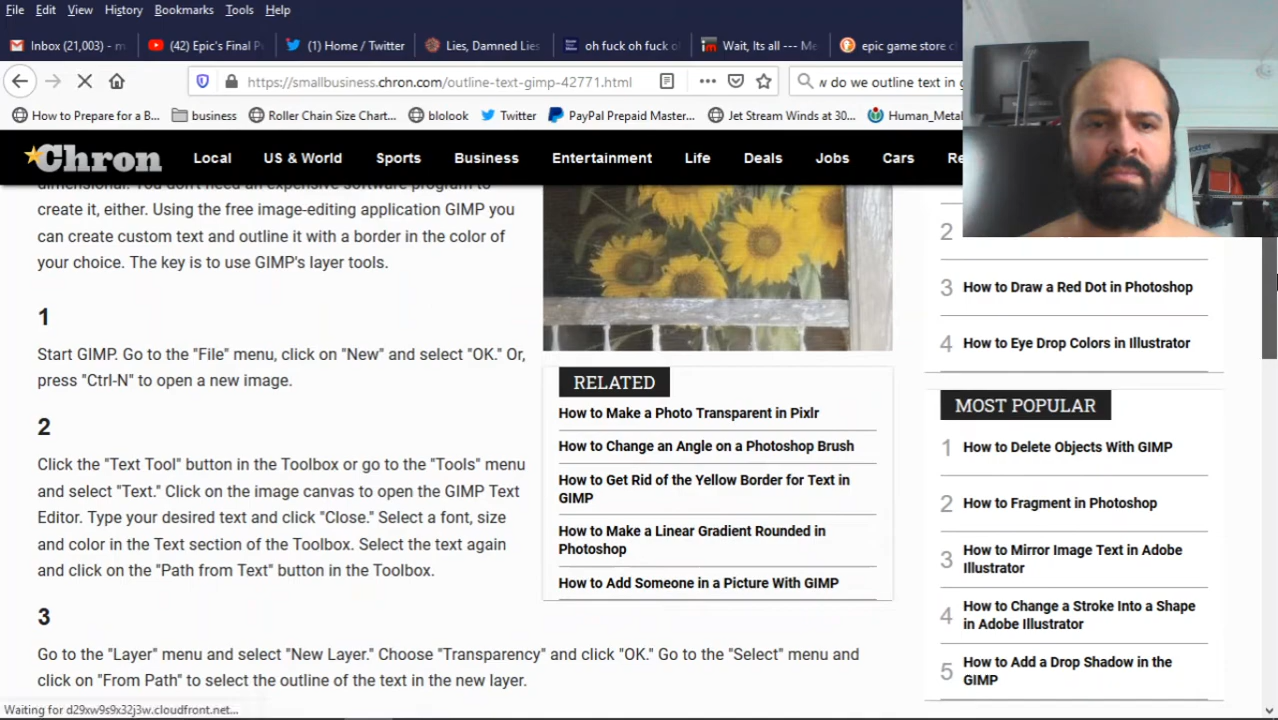 File Edit View History Bookmarks Tools Help
Inbox (21,003) - m (42) Epic's Final P (1) Home / Twitter Lies, Damned Lies oh fuck oh fuck o Wait, Its all --- Me epic game store cl
https://smallbusiness.chron.com/outline-text-gimp-42771.html w do we outline text in g
How to Prepare for a B... business Roller Chain Size Chart... blolook Twitter PayPal Prepaid Master... Jet Stream Winds at 30... Human_Metal
Chron Local US & World Sports Business Entertainment Life Deals Jobs Cars Re
dimensional. You don't need an expensive software program to
create it, either. Using the free image-editing application GIMP you
can create custom text and outline it with a border in the color of
your choice. The key is to use GIMP's layer tools.
1
Start GIMP. Go to the "File" menu, click on "New" and select "OK." Or,
press "Ctrl-N" to open a new image.
2
Click the "Text Tool" button in the Toolbox or go to the "Tools" menu
and select "Text." Click on the image canvas to open the GIMP Text
Editor. Type your desired text and click "Close." Select a font, size
and color in the Text section of the Toolbox. Select the text again
and click on the "Path from Text" button in the Toolbox.
3
Go to the "Layer" menu and select "New Layer." Choose "Transparency" and click "OK." Go to the "Select" menu and
click on "From Path" to select the outline of the text in the new layer.
RELATED
How to Make a Photo Transparent in Pixlr
How to Change an Angle on a Photoshop Brush
How to Get Rid of the Yellow Border for Text in
GIMP
How to Make a Linear Gradient Rounded in
Photoshop
How to Add Someone in a Picture With GIMP
2
3 How to Draw a Red Dot in Photoshop
4 How to Eye Drop Colors in Illustrator
MOST POPULAR
1 How to Delete Objects With GIMP
2 How to Fragment in Photoshop
3 How to Mirror Image Text in Adobe
Illustrator
4 How to Change a Stroke Into a Shape
in Adobe Illustrator
5 How to Add a Drop Shadow in the
GIMP
Waiting for d29xw9s9x32j3w.cloudfront.net...